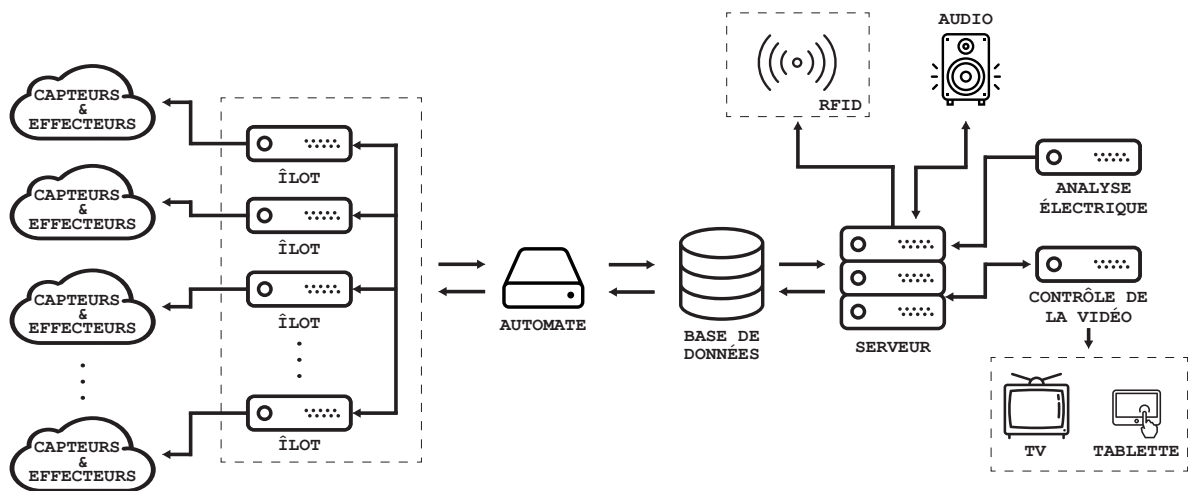 CAPTEURS
&
EFFECTEURS
ÎLOT
CAPTEURS
&
EFFECTEURS
ÎLOT
CAPTEURS
&
EFFECTEURS
ÎLOT
CAPTEURS
&
EFFECTEURS
ÎLOT
AUTOMATE
BASE DE
DONNÉES
SERVEUR
RFID
AUDIO
ANALYSE
ÉLECTRIQUE
CONTRÔLE DE
LA VIDÉO
TV
TABLETTE